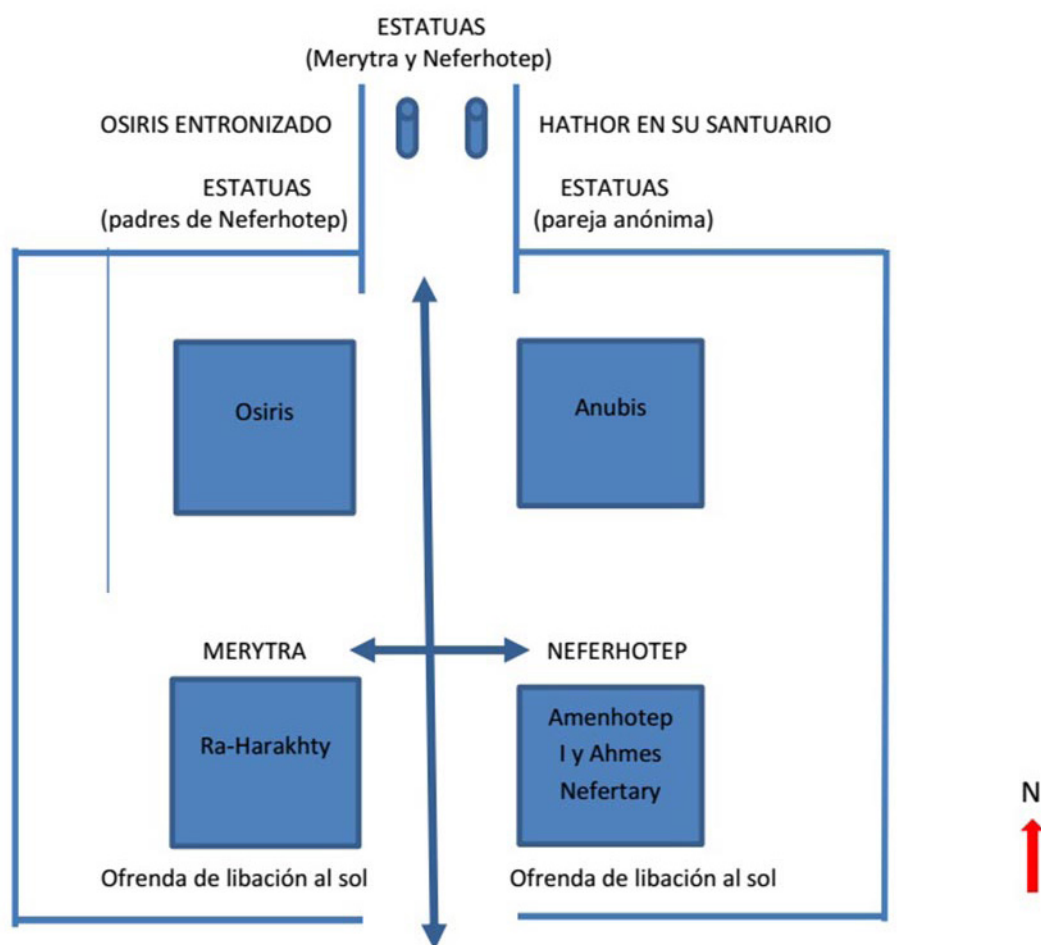 ESTATUAS
(Merytra y Neferhotep)
OSIRIS ENTRONIZADO
HATHOR EN SU SANTUARIO
ESTATUAS
(padres de Neferhotep)
ESTATUAS
(pareja anónima)
Osiris
Anubis
MERYTRA
NEFERHOTEP
Ra-Harakhty
Amenhotep
I y Ahmes
Nefertary
N
Ofrenda de libación al sol
Ofrenda de libación al sol